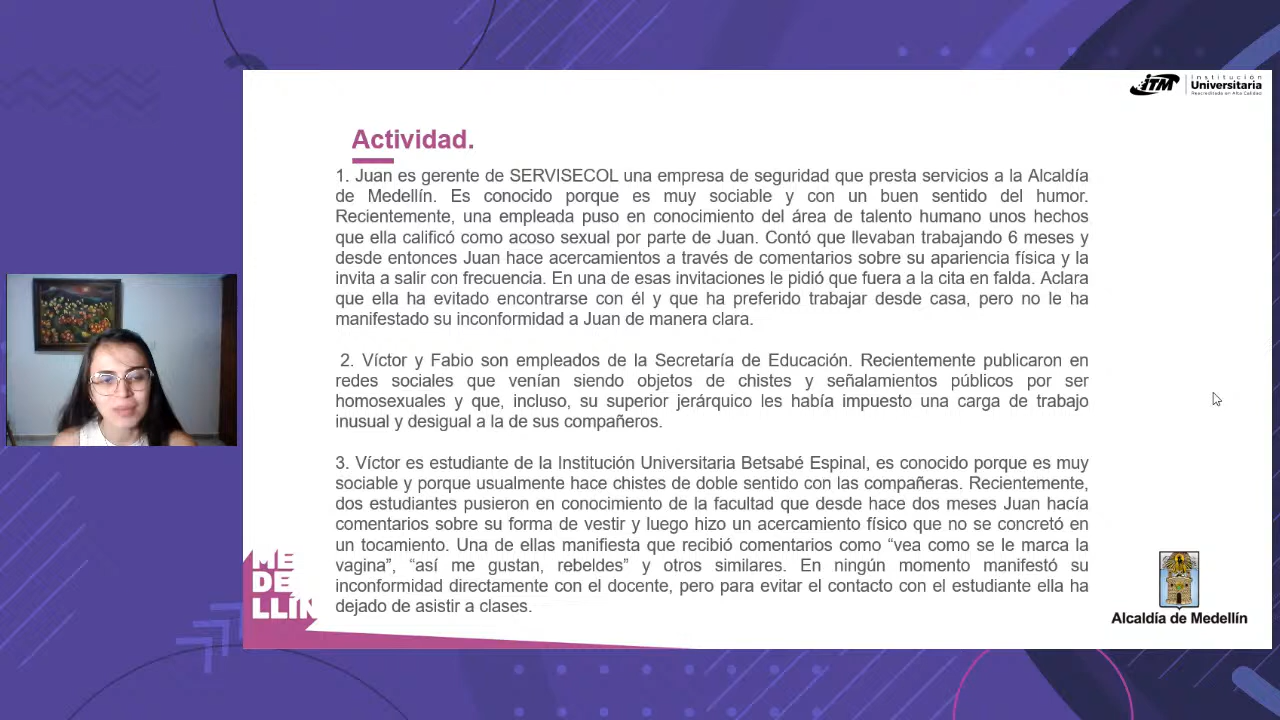 iTM
Institución
Universitaria
Reacreditada en Alta Calidad
Actividad.
1. Juan es gerente de SERVISECOL una empresa de seguridad que presta servicios a la Alcaldía
de Medellín. Es conocido porque es muy sociable y con un buen sentido del humor.
Recientemente, una empleada puso en conocimiento del área de talento humano unos hechos
que ella calificó como acoso sexual por parte de Juan. Contó que llevaban trabajando 6 meses y
desde entonces Juan hace acercamientos a través de comentarios sobre su apariencia física y la
invita a salir con frecuencia. En una de esas invitaciones le pidió que fuera a la cita en falda. Aclara
que ella ha evitado encontrarse con él y que ha preferido trabajar desde casa, pero no le ha
manifestado su inconformidad a Juan de manera clara.
2. Víctor y Fabio son empleados de la Secretaría de Educación. Recientemente publicaron en
redes sociales que venían siendo objetos de chistes y señalamientos públicos por ser
homosexuales y que, incluso, su superior jerárquico les había impuesto una carga de trabajo
inusual y desigual a la de sus compañeros.
3. Víctor es estudiante de la Institución Universitaria Betsabé Espinal, es conocido porque es muy
sociable y porque usualmente hace chistes de doble sentido con las compañeras. Recientemente,
dos estudiantes pusieron en conocimiento de la facultad que desde hace dos meses Juan hacía
comentarios sobre su forma de vestir y luego hizo un acercamiento físico que no se concretó en
un tocamiento. Una de ellas manifiesta que recibió comentarios como “vea como se le marca la
vagina”, “así me gustan, rebeldes” y otros similares. En ningún momento manifestó su
inconformidad directamente con el docente, pero para evitar el contacto con el estudiante ella ha
dejado de asistir a clases.
ME
DE
LLÍN
Alcaldía de Medellín